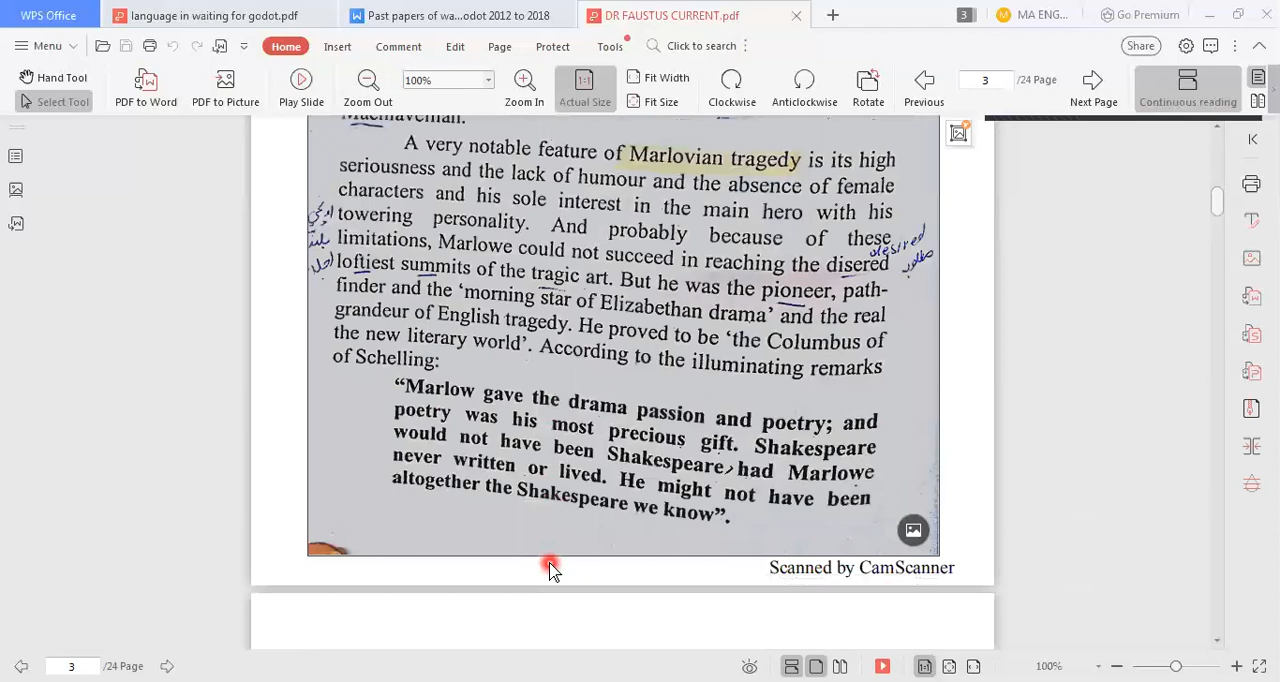 WPS Office
language in waiting for godot.pdf
Past papers of wa...odot 2012 to 2018
DR FAUSTUS CURRENT.pdf
3
MA ENG...
Go Premium
Menu
Home
Insert
Comment
Edit
Page
Protect
Tools
Click to search
Share
Hand Tool
Select Tool
PDF to Word
PDF to Picture
Play Slide
Zoom Out
100%
Zoom In
Actual Size
Fit Width
Fit Size
Clockwise
Anticlockwise
Rotate
Previous
3
/24 Page
Next Page
Continuous reading
Machiavellian.
A very notable feature of Marlovian tragedy is its high
seriousness and the lack of humour and the absence of female
characters and his sole interest in the main hero with his
towering personality. And probably because of these
limitations, Marlowe could not succeed in reaching the disered
desired
مطلوب
loftiest summits of the tragic art. But he was the pioneer, path-
finder and the 'morning star of Elizabethan drama' and the real
grandeur of English tragedy. He proved to be 'the Columbus of
the new literary world'. According to the illuminating remarks
of Schelling:
"Marlow gave the drama passion and poetry; and
poetry was his most precious gift. Shakespeare
would not have been Shakespeare, had Marlowe
never written or lived. He might not have been
altogether the Shakespeare we know".
Scanned by CamScanner
3
/24 Page
100%